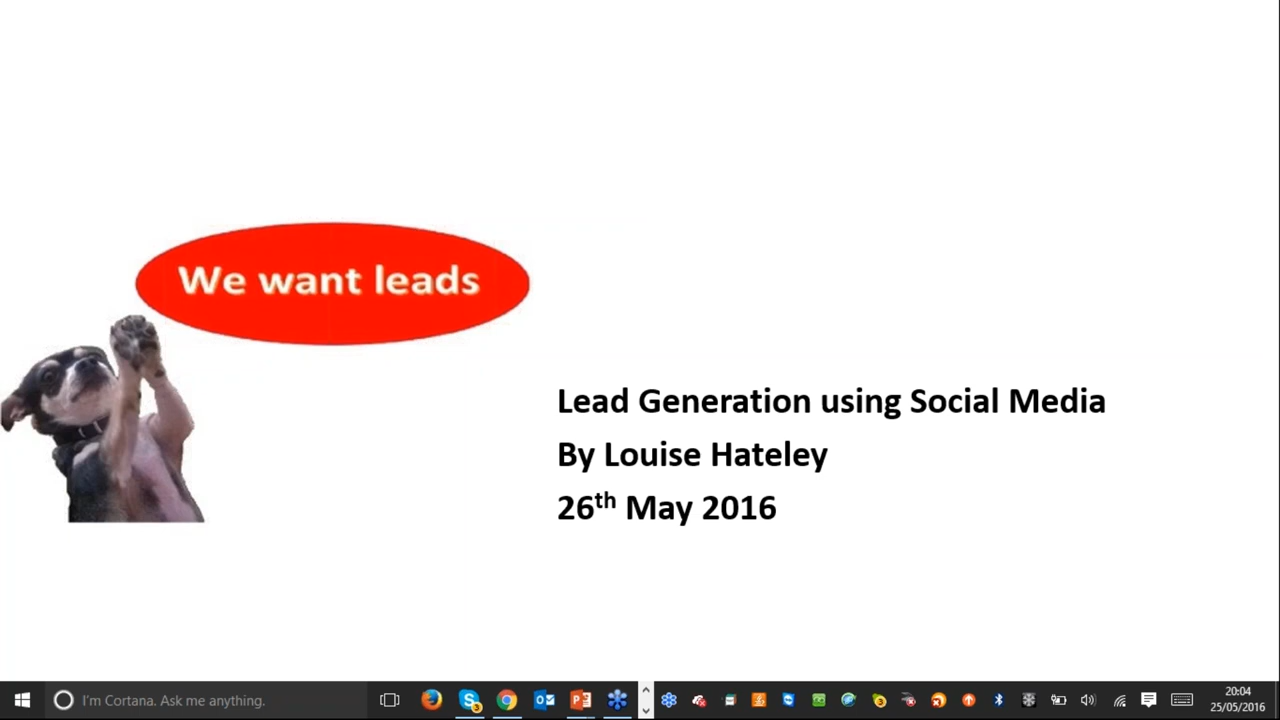 We want leads
Lead Generation using Social Media
By Louise Hateley
26th May 2016
I'm Cortana. Ask me anything.
20:04
25/05/2016